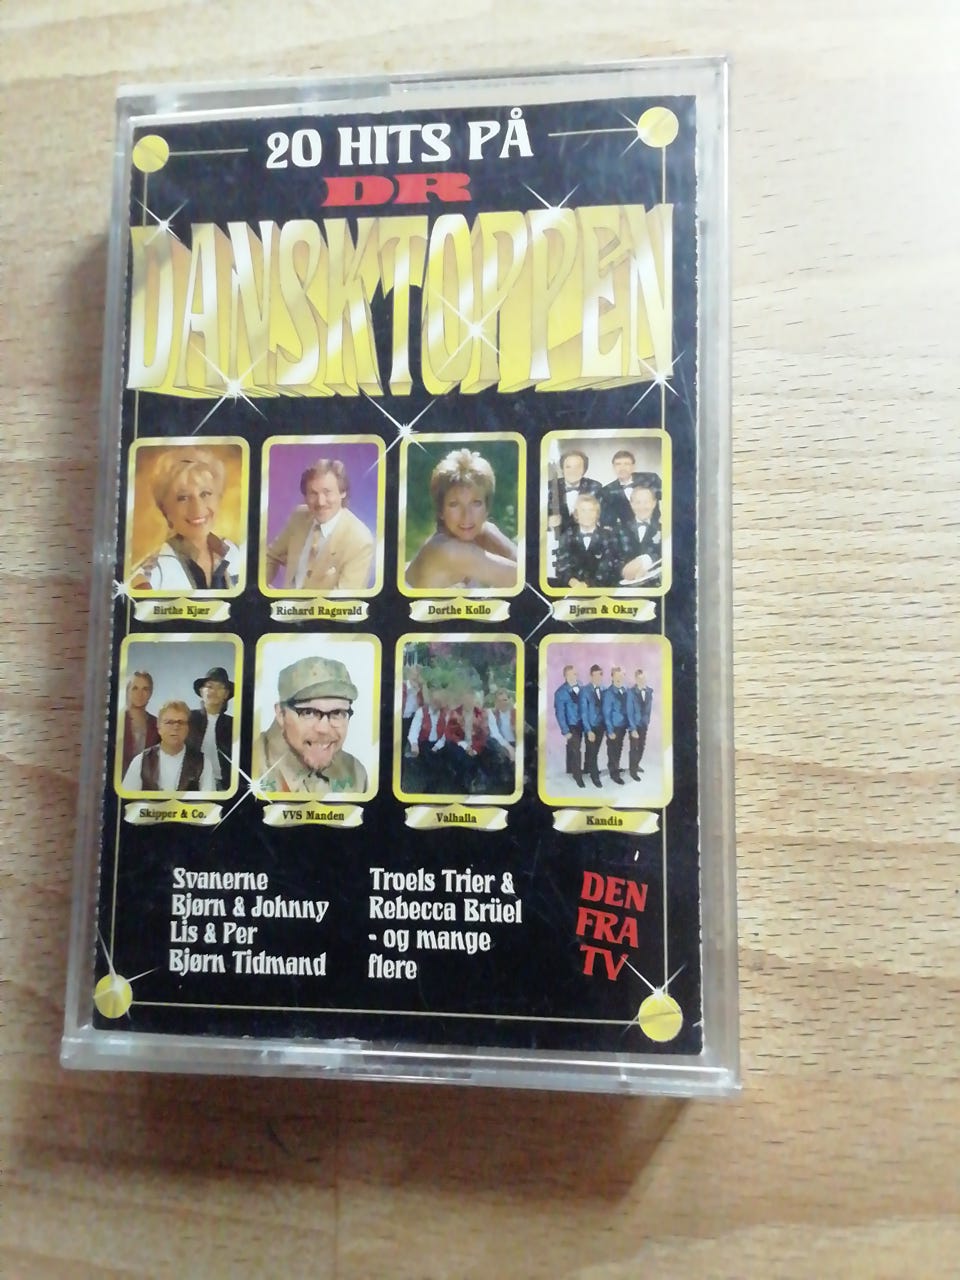 20 HITS PÅ
DR
DANSKTOPPEN
Birthe Kjær
Richard Ragnvald
Dorthe Kollo
Bjørn & Okay
Skipper & Co.
VVS Manden
Valhalla
Kandis
Svanerne
Bjørn & Johnny
Lis & Per
Bjørn Tidmand
Troels Trier &
Rebecca Brüel
- og mange
flere
DEN
FRA
TV